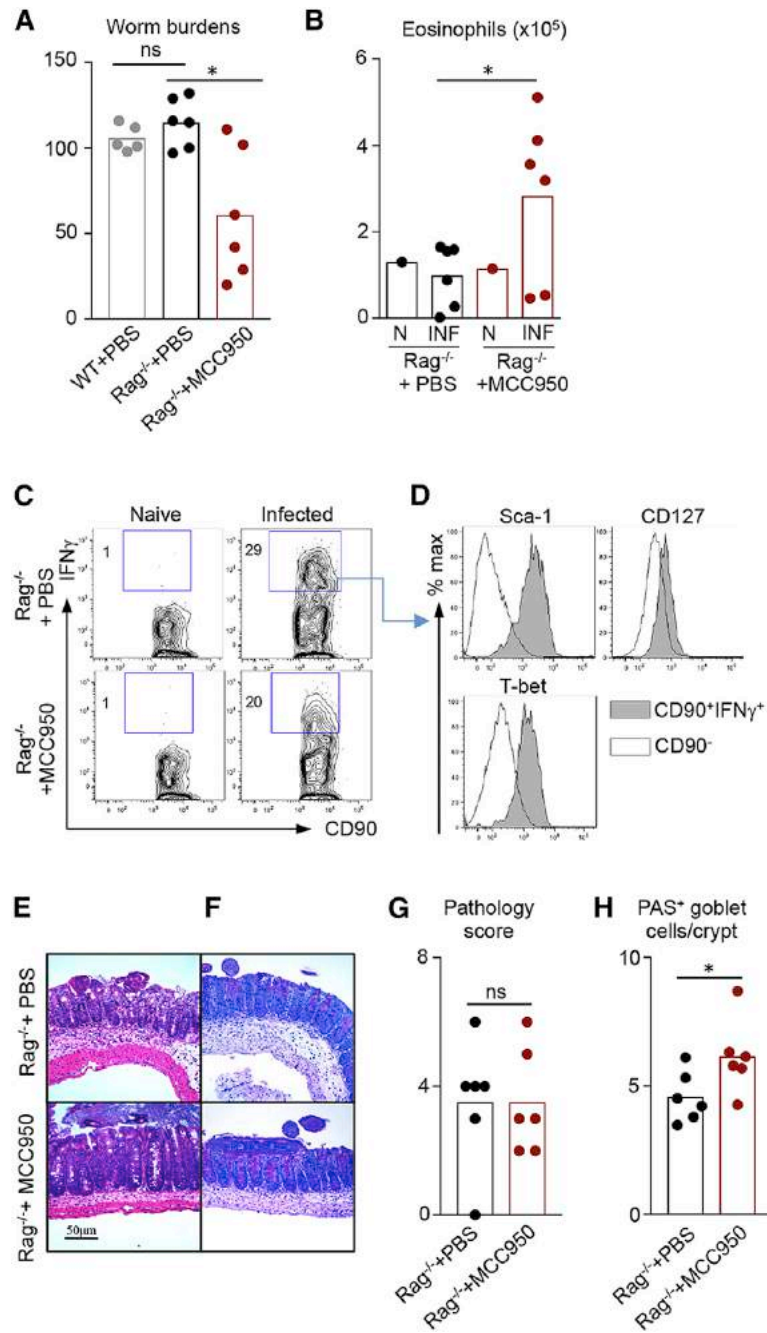 A
Worm burdens
ns
*
150
100
50
0
WT+PBS
Rag-/-+PBS
Rag-/-+MCC950
B
Eosinophils (x10⁵)
*
6
4
2
0
N INF N INF
Rag-/- Rag-/-
+ PBS +MCC950
C
Naive Infected
IFNγ
1
29
Rag-/-
+ PBS
1
20
Rag-/-
+MCC950
CD90
D
Sca-1 CD127
% max
T-bet
CD90⁺IFNγ⁺
CD90⁻
E F
Rag-/-+ PBS
Rag-/-+ MCC950
50μm
G
Pathology
score
ns
8
4
0
Rag-/-+PBS
Rag-/-+MCC950
H
PAS⁺ goblet
cells/crypt
*
10
5
0
Rag-/-+PBS
Rag-/-+MCC950